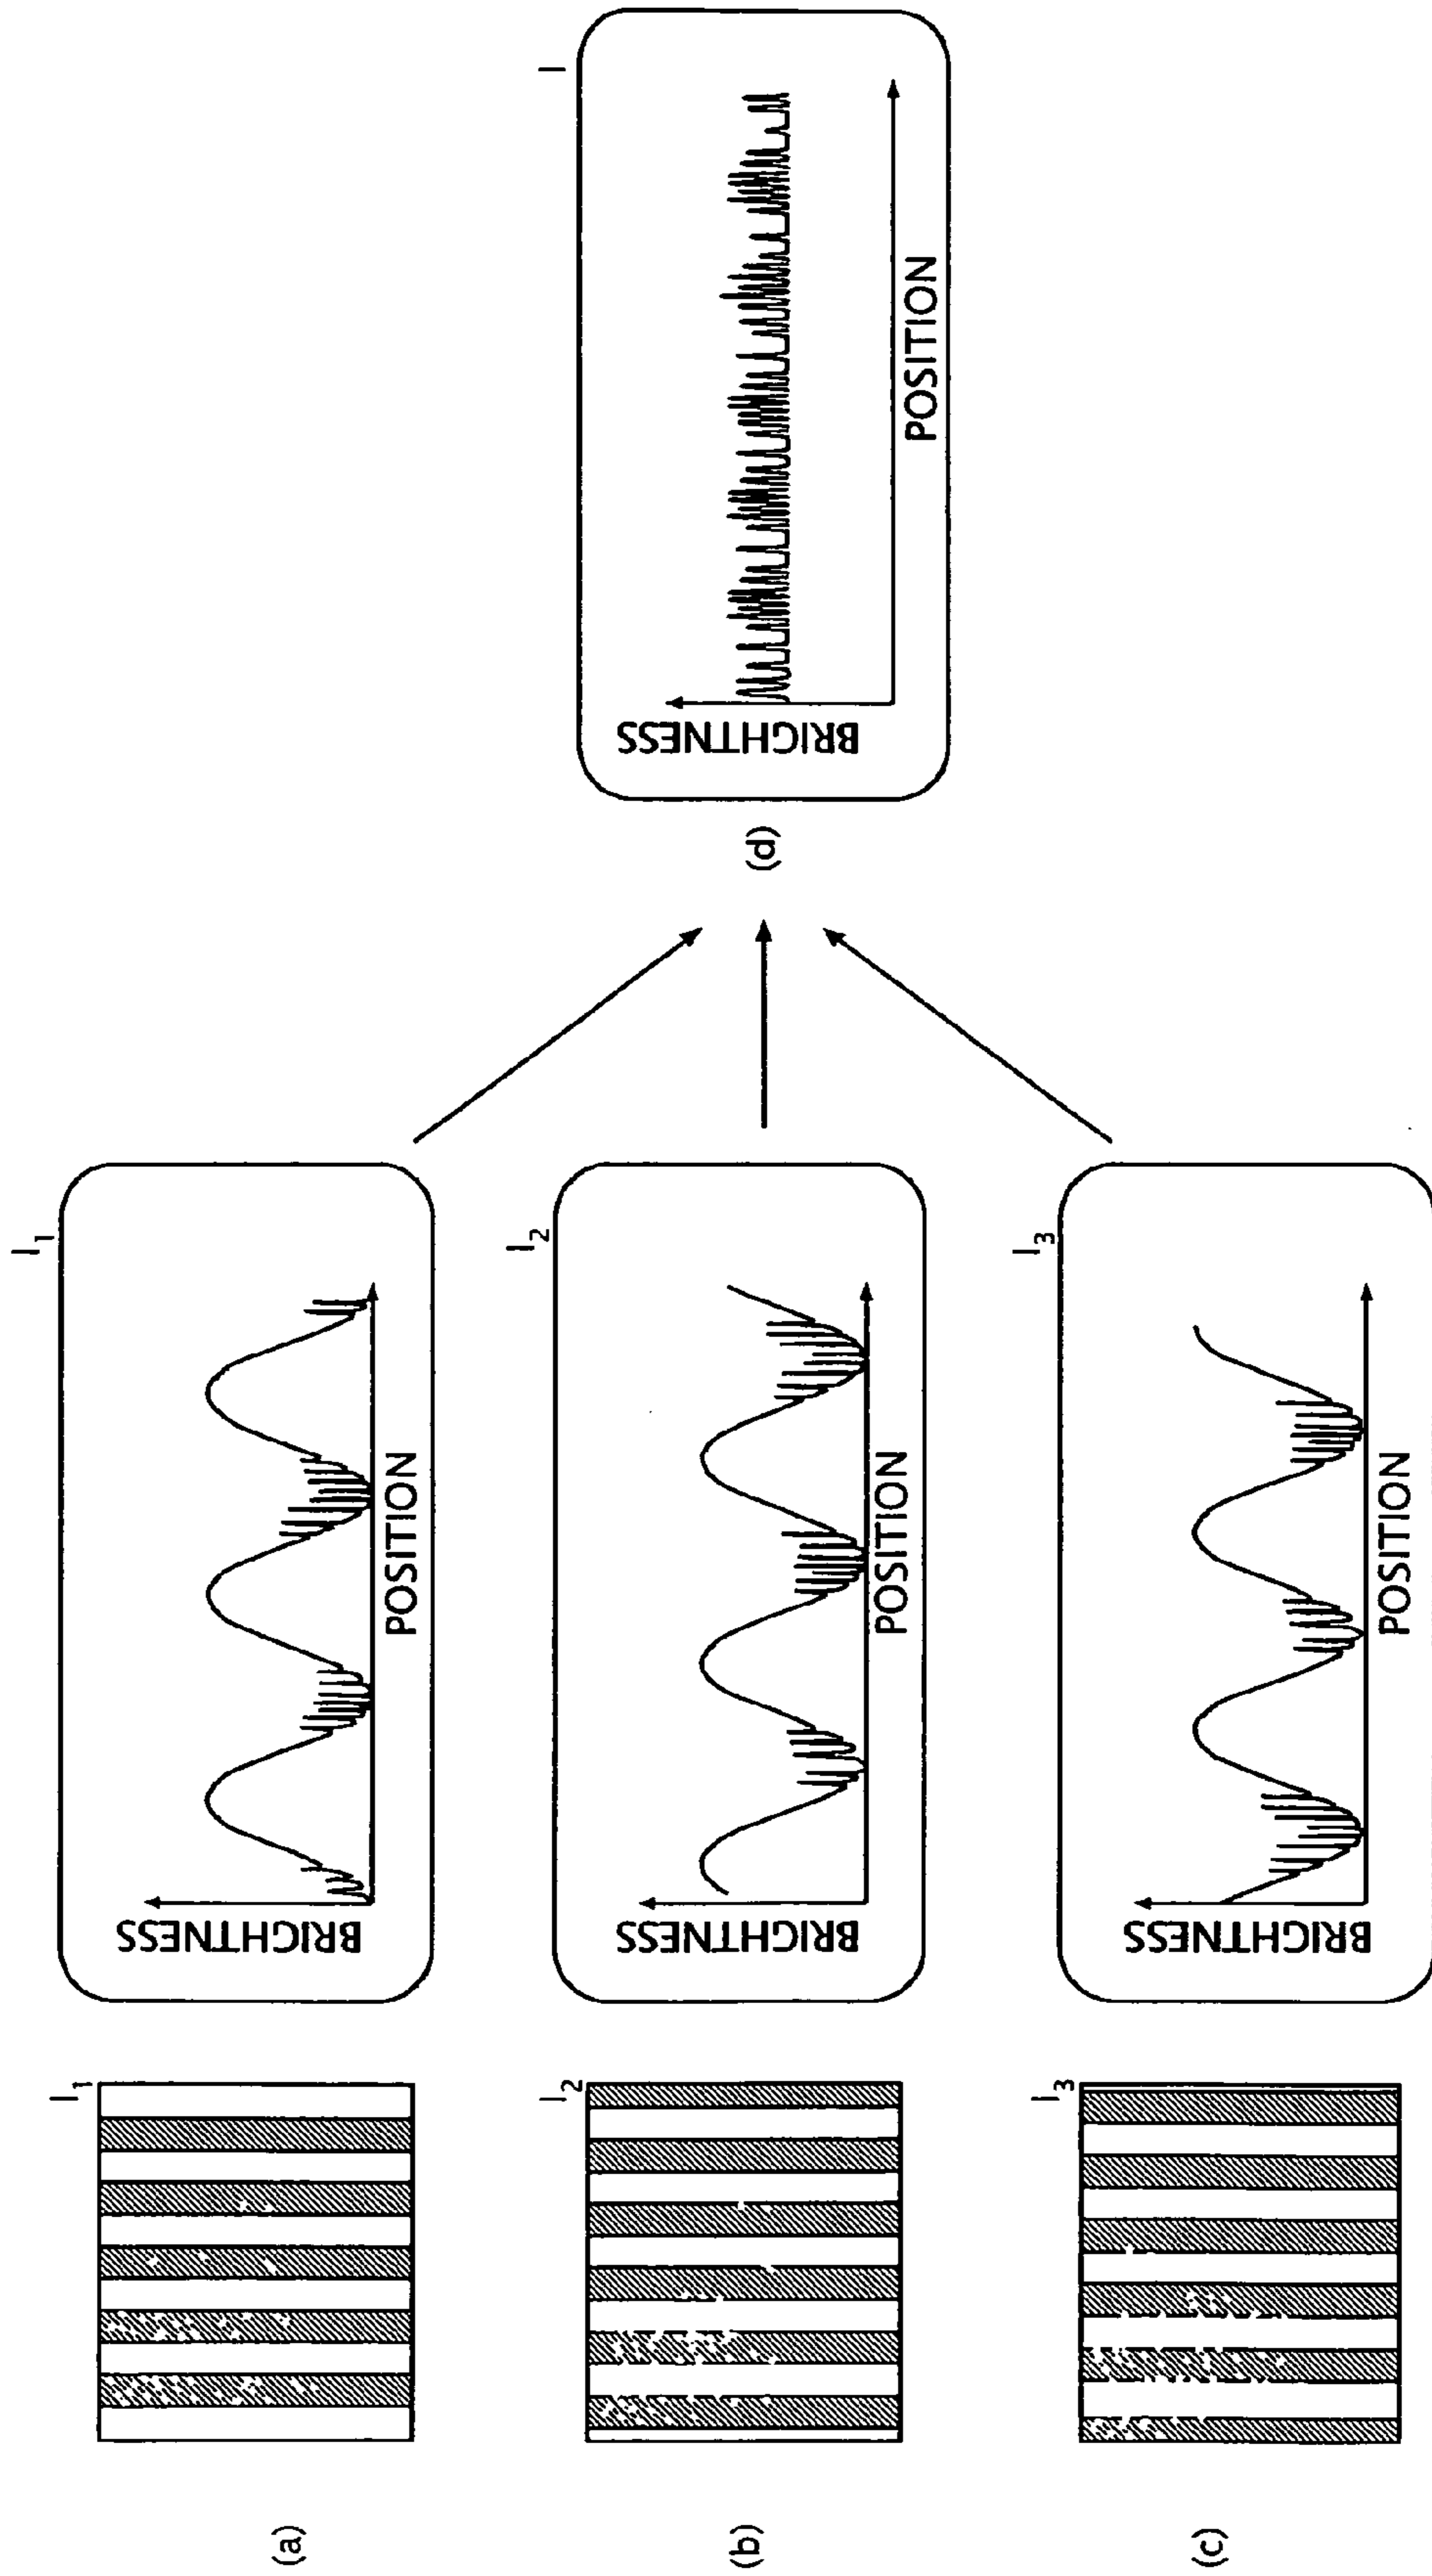 (a)
I1
I1
BRIGHTNESS
POSITION
(b)
I2
I2
BRIGHTNESS
POSITION
(c)
I3
I3
BRIGHTNESS
POSITION
(d)
I
BRIGHTNESS
POSITION